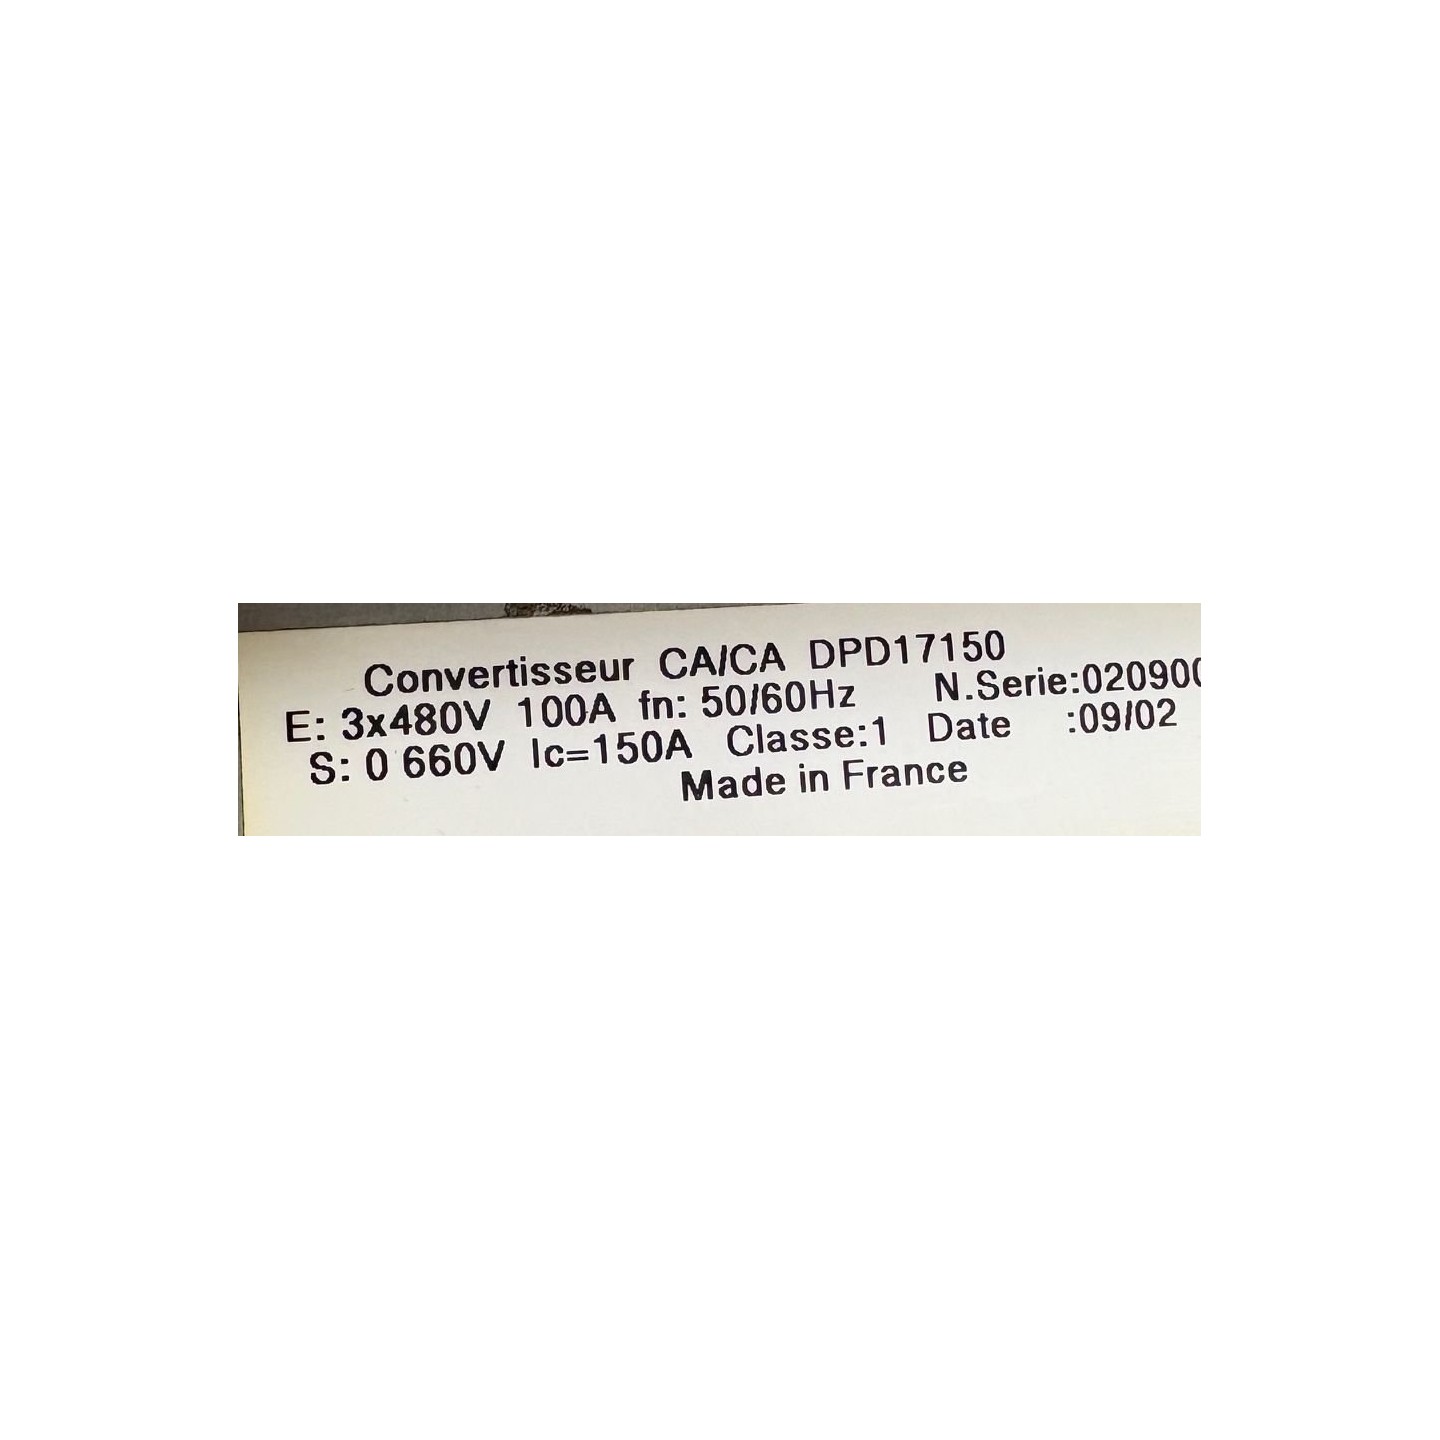 Convertisseur CA/CA DPD17150
E: 3x480V 100A fn: 50/60Hz N.Serie:020900
S: 0 660V Ic=150A Classe:1 Date :09/02
Made in France